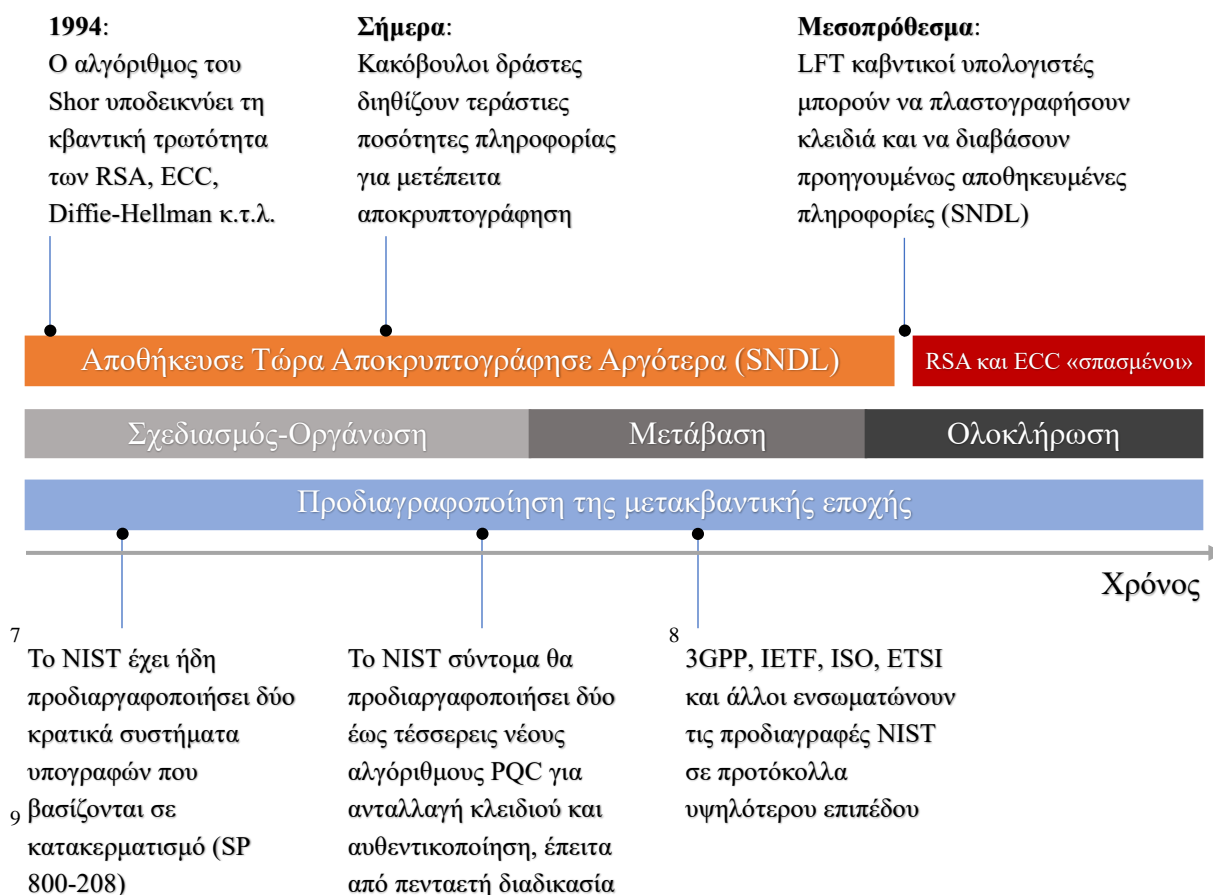 1994:
Ο αλγόριθμος του
Shor υποδεικνύει τη
κβαντική τρωτότητα
των RSA, ECC,
Diffie-Hellman κ.τ.λ.
Σήμερα:
Κακόβουλοι δράστες
διηθίζουν τεράστιες
ποσότητες πληροφορίας
για μετέπειτα
αποκρυπτογράφηση
Μεσοπρόθεσμα:
LFT καβντικοί υπολογιστές
μπορούν να πλαστογραφήσουν
κλειδιά και να διαβάσουν
προηγουμένως αποθηκευμένες
πληροφορίες (SNDL)
Αποθήκευσε Τώρα Αποκρυπτογράφησε Αργότερα (SNDL)
RSA και ECC «σπασμένοι»
Σχεδιασμός-Οργάνωση
Μετάβαση
Ολοκλήρωση
Προδιαγραφοποίηση της μετακβαντικής εποχής
Χρόνος
7
Το NIST έχει ήδη
προδιαργαφοποιήσει δύο
κρατικά συστήματα
υπογραφών που
9 βασίζονται σε
κατακερματισμό (SP
800-208)
Το NIST σύντομα θα
προδιαργαφοποιήσει δύο
έως τέσσερεις νέους
αλγόριθμους PQC για
ανταλλαγή κλειδιού και
αυθεντικοποίηση, έπειτα
από πενταετή διαδικασία
8
3GPP, IETF, ISO, ETSI
και άλλοι ενσωματώνουν
τις προδιαγραφές NIST
σε προτόκολλα
υψηλότερου επιπέδου